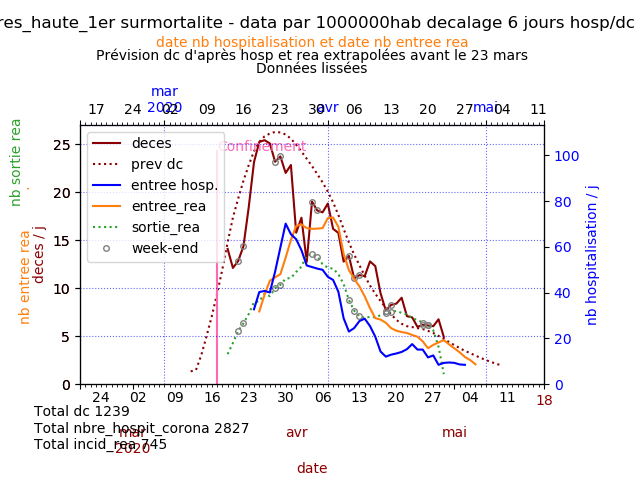 res_haute_1er surmortalite - data par 1000000hab decalage 6 jours hosp/dc
date nb hospitalisation et date nb entree rea
Prévision dc d'après hosp et rea extrapolées avant le 23 mars
Données lissées
mar
2020
avr
mai
17 24 02 09 16 23 30 06 13 20 27 04 11
Confinement
deces
prev dc
entree hosp.
entree_rea
sortie_rea
week-end
25
20
15
10
5
0
100
80
60
40
20
0
nb sortie rea
.
nb entree rea
deces / j
nb hospitalisation / j
24 02 09 16 23 30 06 13 20 27 04 11 18
mar
2020
avr
mai
Total dc 1239
Total nbre_hospit_corona 2827
Total incid_rea 745
date